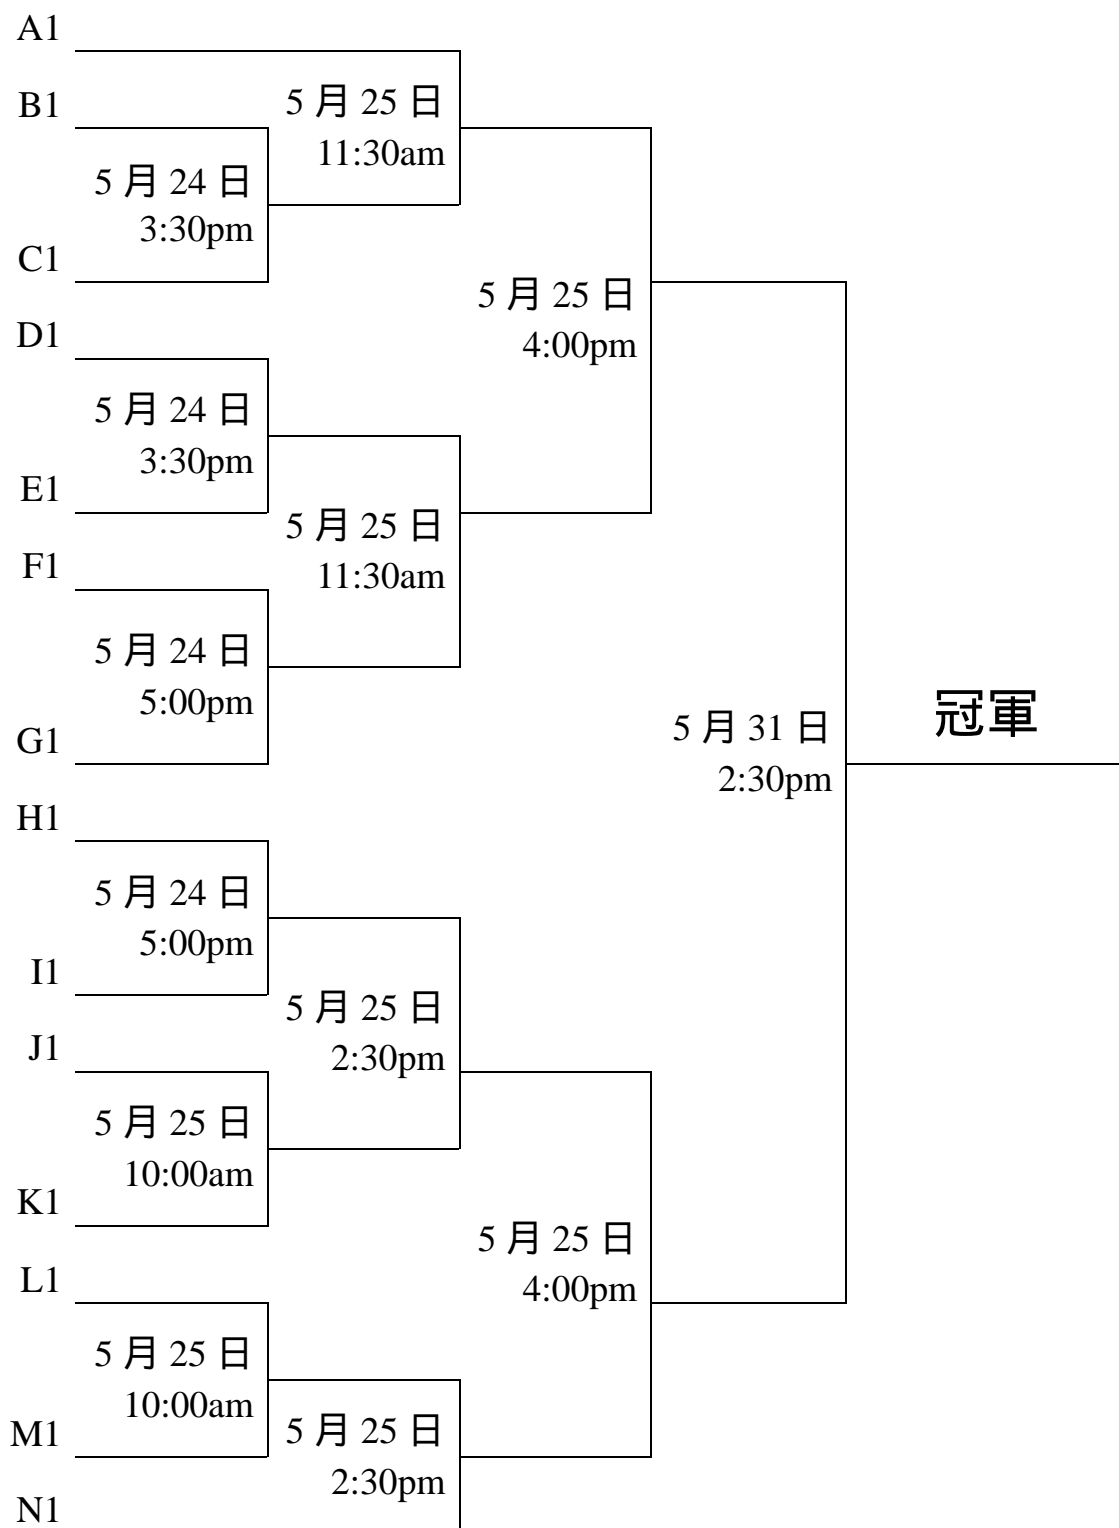 A1
B1
5 月 25 日
11:30am
5 月 24 日
3:30pm
C1
5 月 25 日
4:00pm
D1
5 月 24 日
3:30pm
E1
5 月 25 日
11:30am
F1
5 月 24 日
5:00pm
G1
5 月 31 日
2:30pm
冠軍
H1
5 月 24 日
5:00pm
I1
5 月 25 日
2:30pm
J1
5 月 25 日
10:00am
K1
5 月 25 日
4:00pm
L1
5 月 25 日
10:00am
M1
5 月 25 日
2:30pm
N1